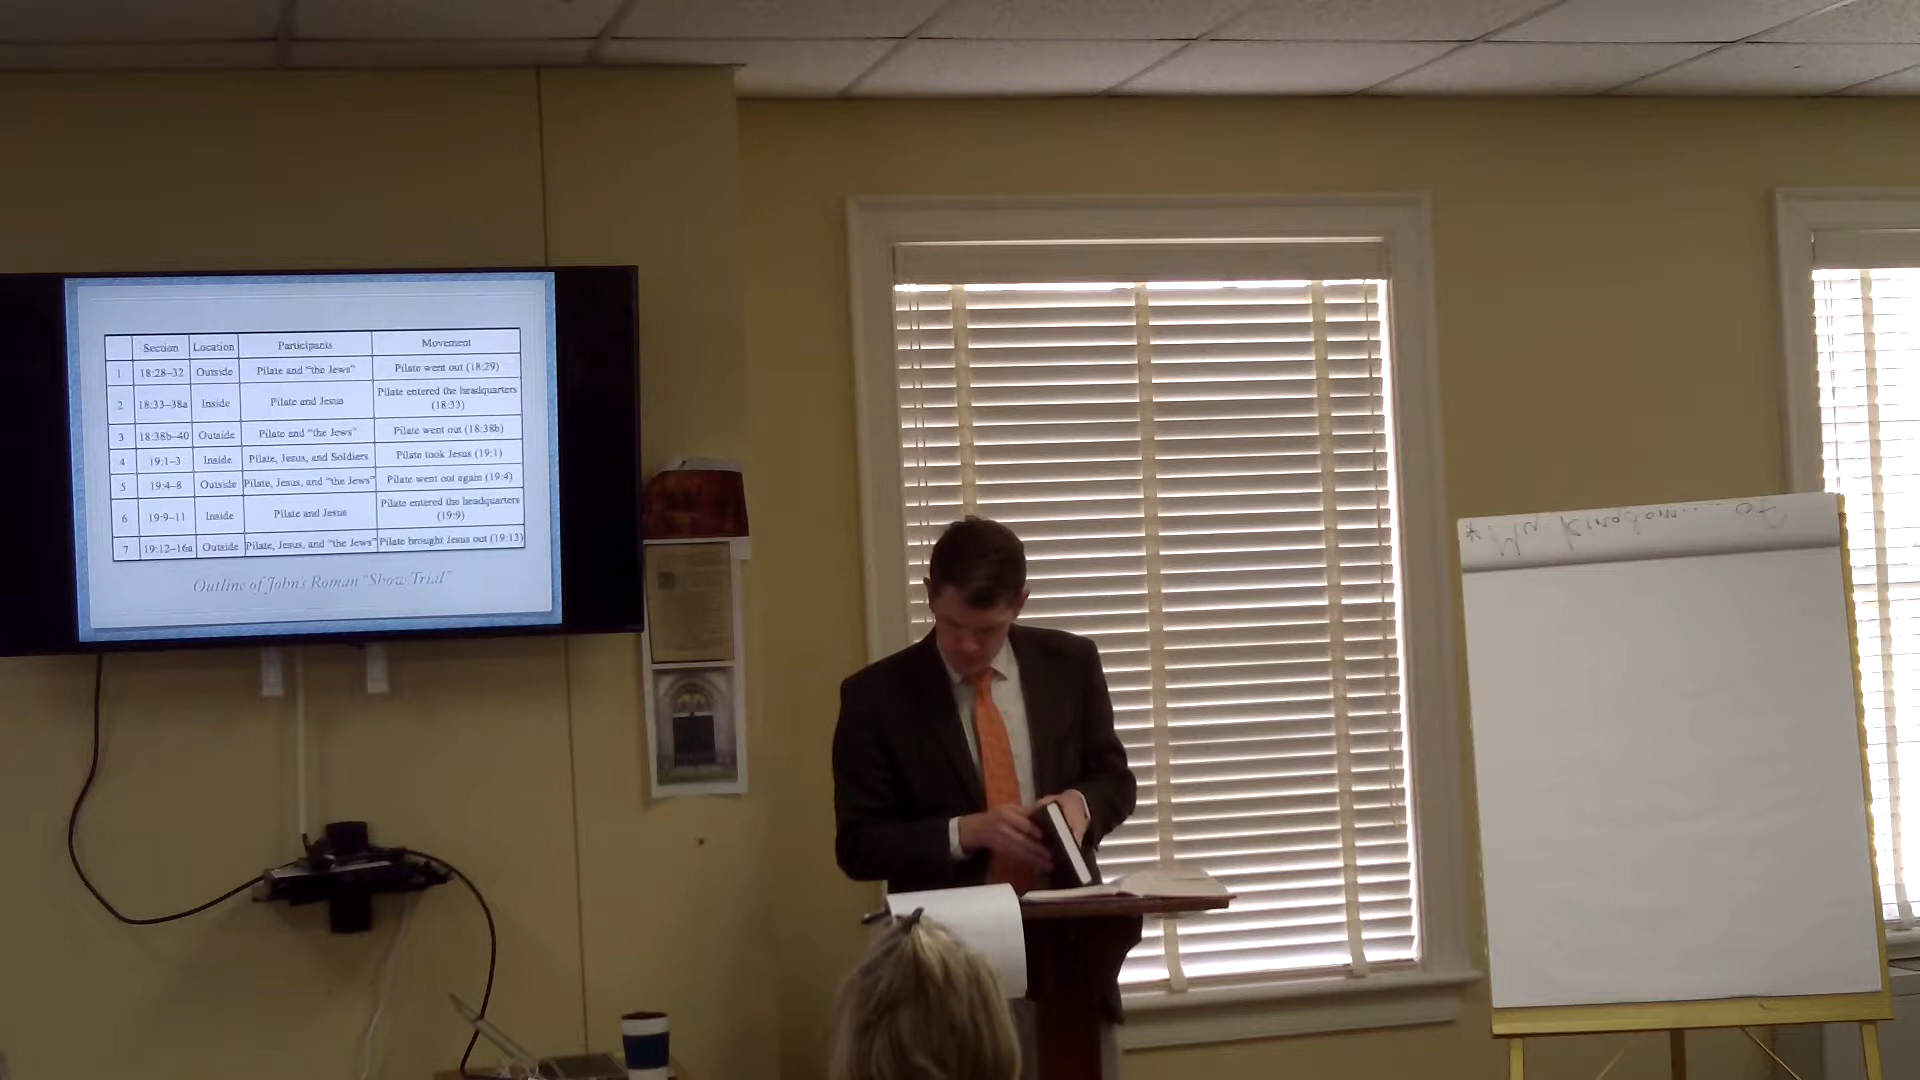 Section Location Participants Movement
1 18:28–32 Outside Pilate and "the Jews" Pilate went out (18:29)
2 18:33–38a Inside Pilate and Jesus Pilate entered the headquarters (18:33)
3 18:38b–40 Outside Pilate and "the Jews" Pilate went out (18:38b)
4 19:1–3 Inside Pilate, Jesus, and Soldiers Pilate took Jesus (19:1)
5 19:4–8 Outside Pilate, Jesus, and "the Jews" Pilate went out again (19:4)
6 19:9–11 Inside Pilate and Jesus Pilate entered the headquarters (19:9)
7 19:12–16a Outside Pilate, Jesus, and "the Jews" Pilate brought Jesus out (19:13)
Outline of John's Roman "Show Trial"
* My Kingdom....